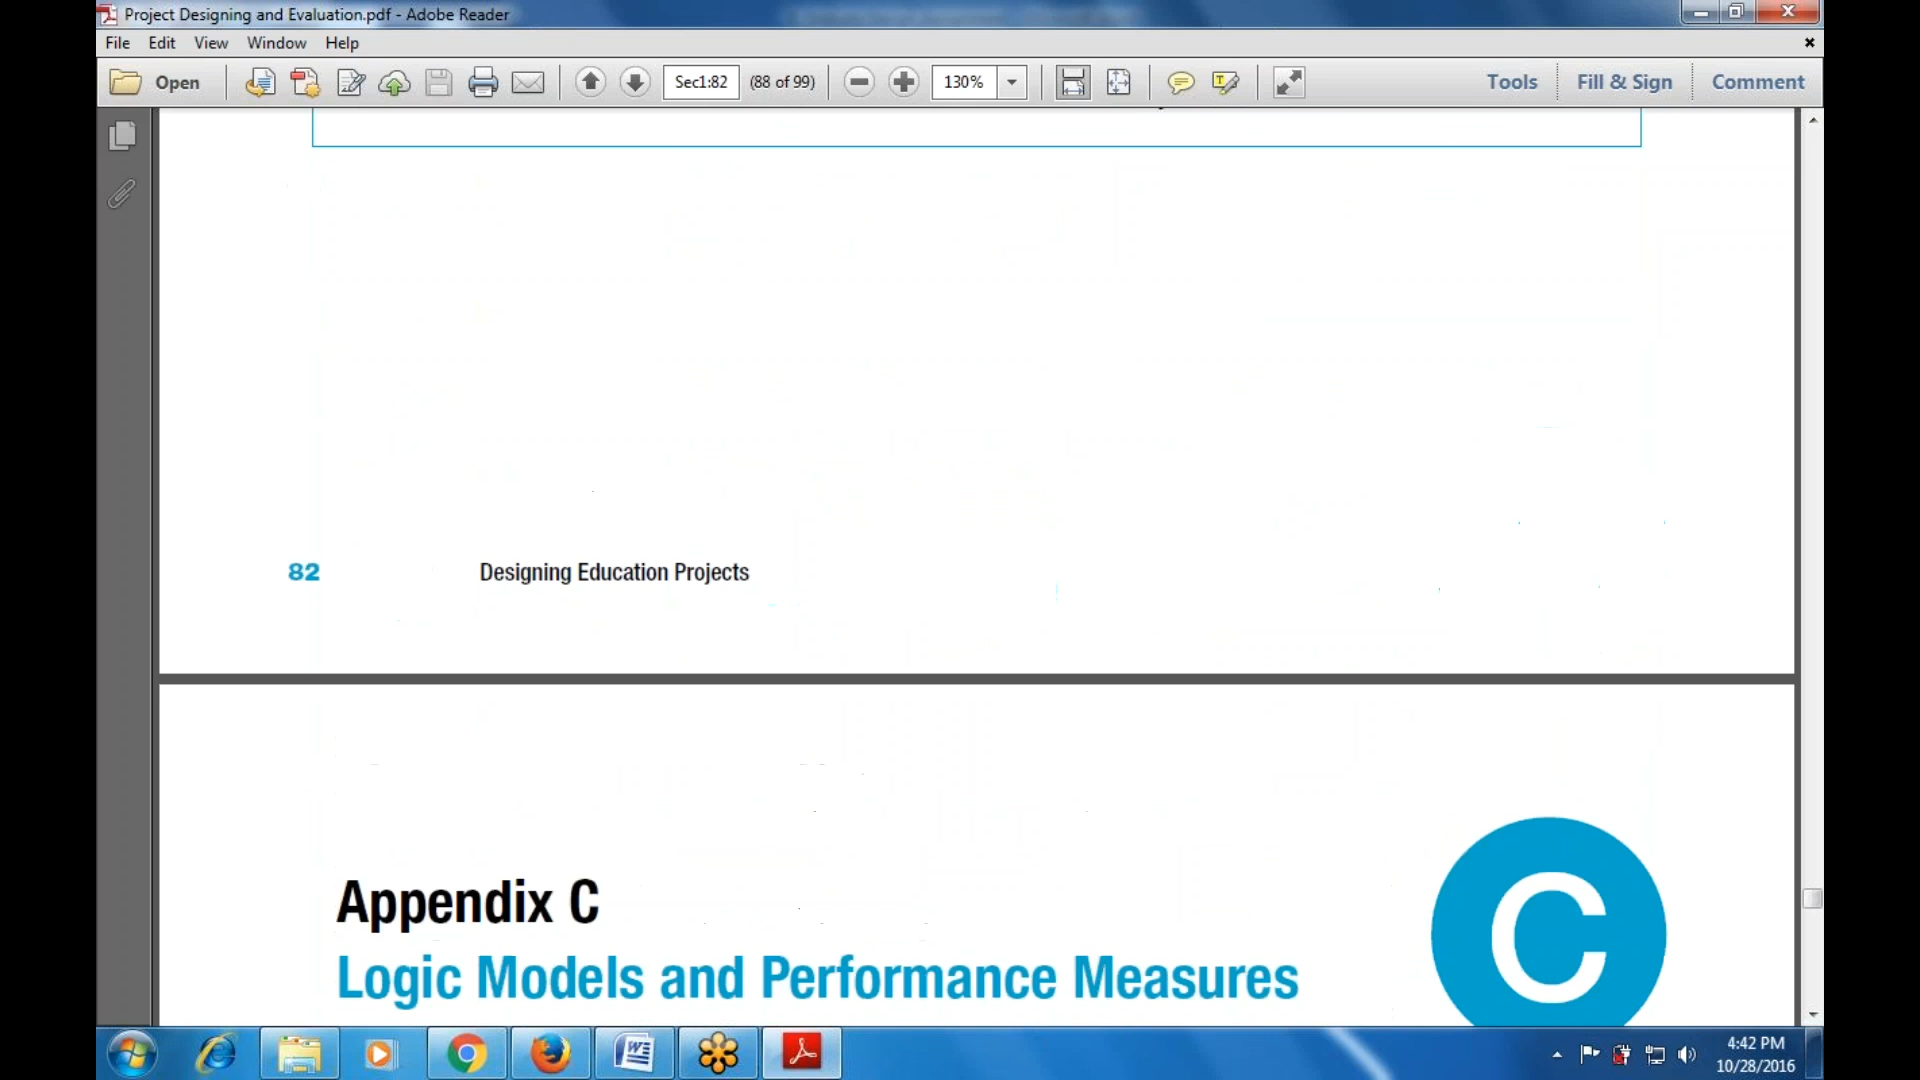 Project Designing and Evaluation.pdf - Adobe Reader
File Edit View Window Help
Open Sec1:82 (88 of 99) 130% Tools Fill & Sign Comment
82 Designing Education Projects
Appendix C
C
Logic Models and Performance Measures
4:42 PM
10/28/2016